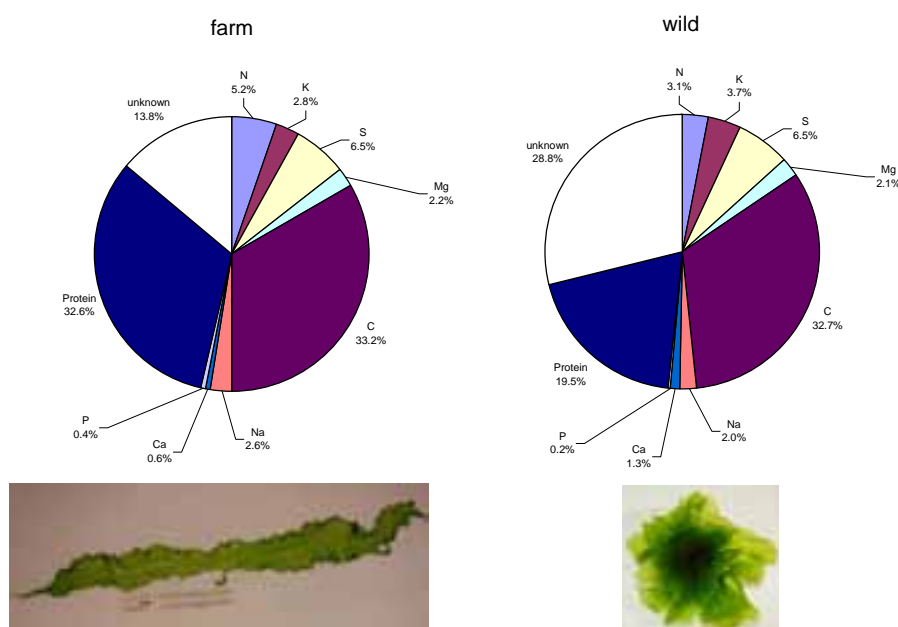 farm
N
5.2%
K
2.8%
S
6.5%
Mg
2.2%
C
33.2%
Na
2.6%
Ca
0.6%
P
0.4%
Protein
32.6%
unknown
13.8%
wild
N
3.1%
K
3.7%
S
6.5%
Mg
2.1%
C
32.7%
Na
2.0%
Ca
1.3%
P
0.2%
Protein
19.5%
unknown
28.8%